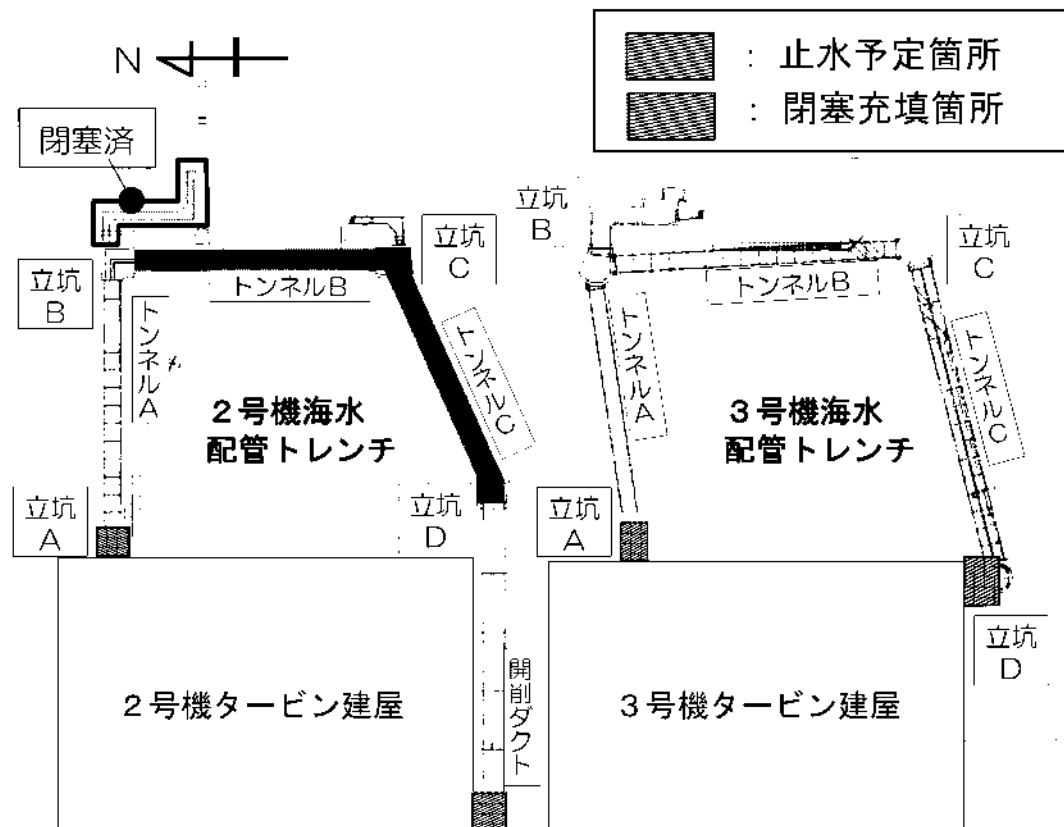 N
：止水予定箇所
：閉塞充填箇所
閉塞済
立坑
B
トンネルB
立坑
C
トンネルA
トンネルC
２号機海水
配管トレンチ
立坑
A
立坑
D
２号機タービン建屋
開削ダクト
立坑
B
トンネルB
立坑
C
トンネルA
トンネルC
３号機海水
配管トレンチ
立坑
A
立坑
D
３号機タービン建屋